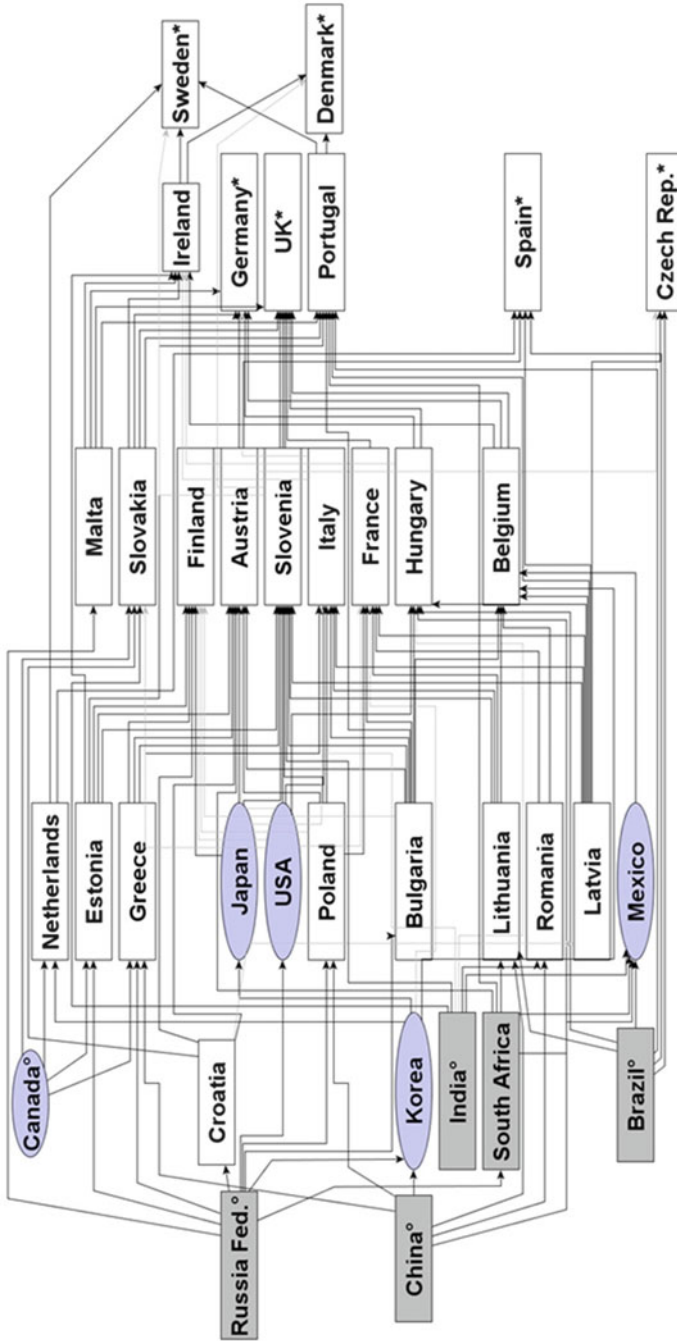 Sweden*
Denmark*
Ireland
Germany*
UK*
Portugal
Spain*
Czech Rep.*
Malta
Slovakia
Finland
Austria
Slovenia
Italy
France
Hungary
Belgium
Netherlands
Estonia
Greece
Japan
USA
Poland
Bulgaria
Lithuania
Romania
Latvia
Mexico
Canada°
Croatia
Korea
India°
South Africa
Brazil°
Russia Fed.°
China°